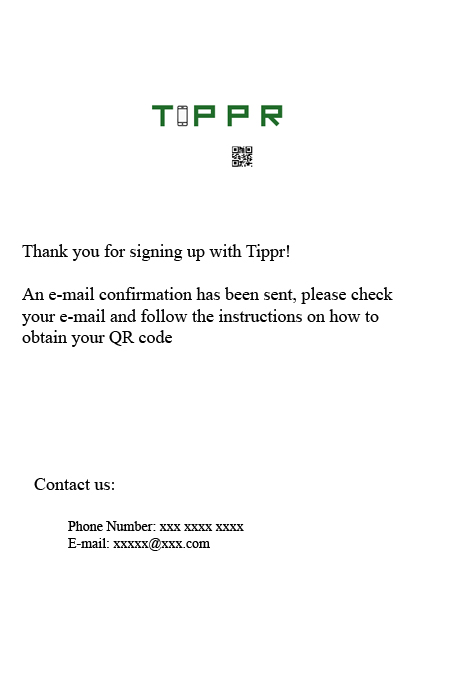 TIPPR
Thank you for signing up with Tippr!
An e-mail confirmation has been sent, please check
your e-mail and follow the instructions on how to
obtain your QR code
Contact us:
Phone Number: xxx xxxx xxxx
E-mail: xxxxx@xxx.com